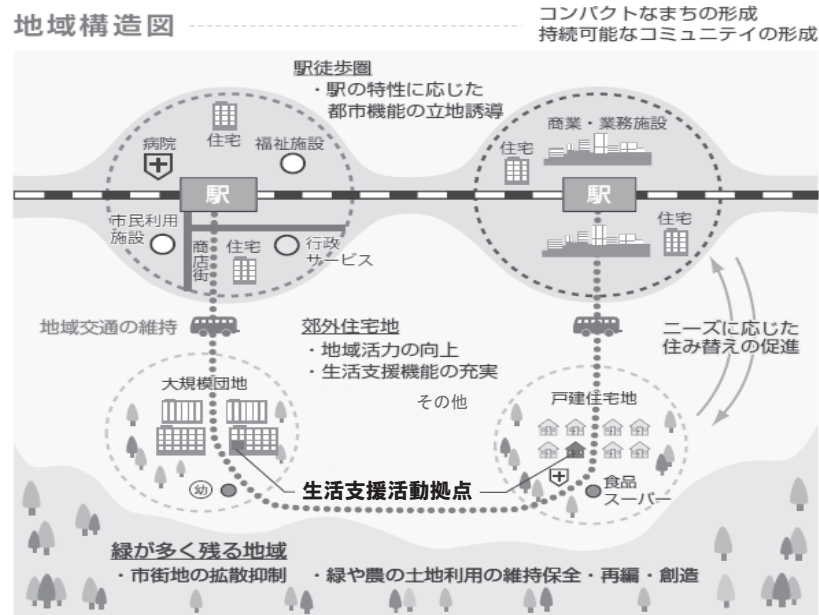 地域構造図
コンパクトなまちの形成
持続可能なコミュニテイの形成
駅徒歩圏
・駅の特性に応じた
都市機能の立地誘導
病院
住宅
福祉施設
駅
市民利用
施設
商店街
住宅
行政
サービス
商業・業務施設
住宅
駅
住宅
地域交通の維持
郊外住宅地
・地域活力の向上
・生活支援機能の充実
その他
ニーズに応じた
住み替えの促進
大規模団地
幼
戸建住宅地
食品
スーパー
生活支援活動拠点
緑が多く残る地域
・市街地の拡散抑制 ・緑や農の土地利用の維持保全・再編・創造